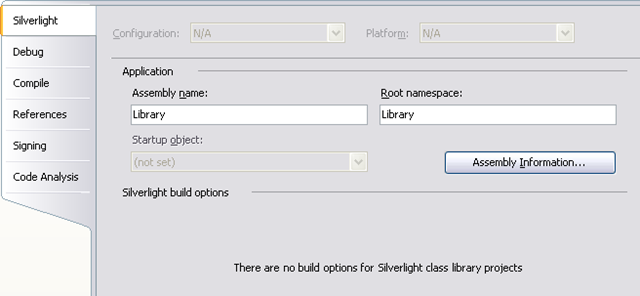 Silverlight
Debug
Compile
References
Signing
Code Analysis
Configuration: N/A Platform: N/A
Application
Assembly name: Root namespace:
Library Library
Startup object:
(not set) Assembly Information...
Silverlight build options
There are no build options for Silverlight class library projects